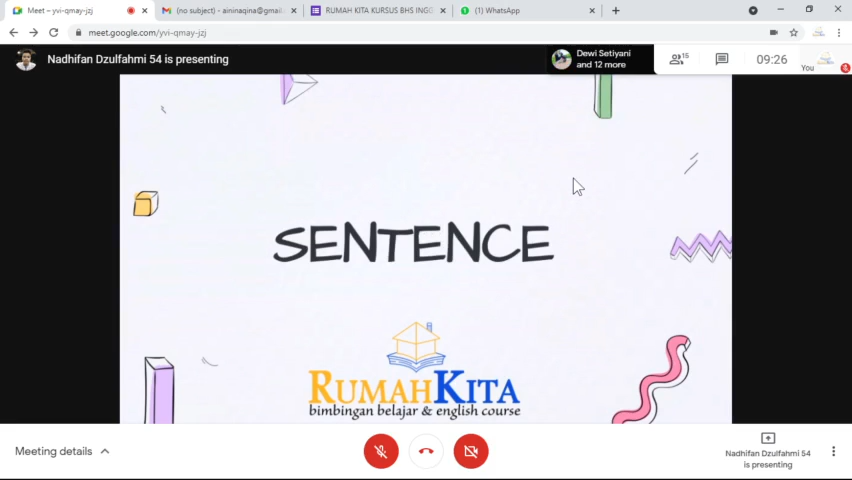 Meet – yvi-qmay-jzj
(no subject) - aininaqina@gmail.
RUMAH KITA KURSUS BHS INGG
(1) WhatsApp
meet.google.com/yvi-qmay-jzj
Nadhifan Dzulfahmi 54 is presenting
Dewi Setiyani
and 12 more
15
09:26
You
SENTENCE
RUMAHKITA
bimbingan belajar & english course
Meeting details
Nadhifan Dzulfahmi 54
is presenting